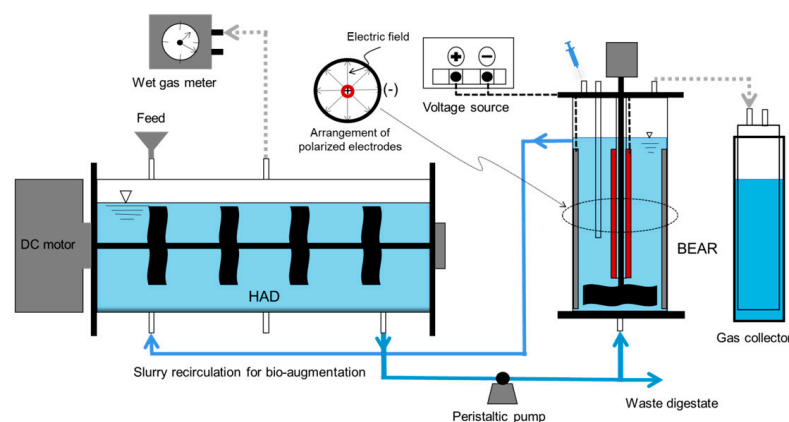 Electric field
+
(-)
Arrangement of
polarized electrodes
+ −
Voltage source
Wet gas meter
Feed
DC motor
HAD
BEAR
Gas collector
Slurry recirculation for bio-augmentation
Peristaltic pump
Waste digestate